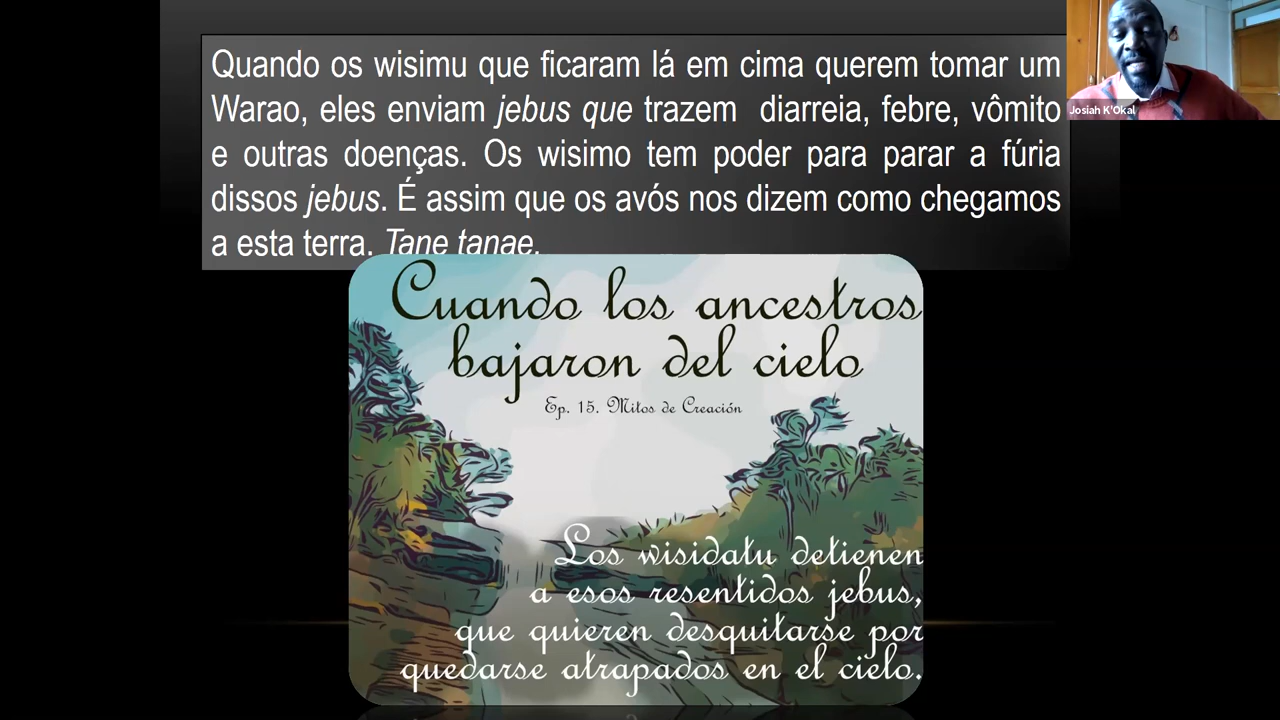 Quando os wisimu que ficaram lá em cima querem tomar um
Warao, eles enviam jebus que trazem diarreia, febre, vômito
e outras doenças. Os wisimo tem poder para parar a fúria
dissos jebus. É assim que os avós nos dizem como chegamos
a esta terra. Tane tanae.
Josiah K'Okal
Cuando los ancestros
bajaron del cielo
Ep. 15. Mitos de Creación
Los wisidatu detienen
a esos resentidos jebus,
que quieren desquitarse por
quedarse atrapados en el cielo.